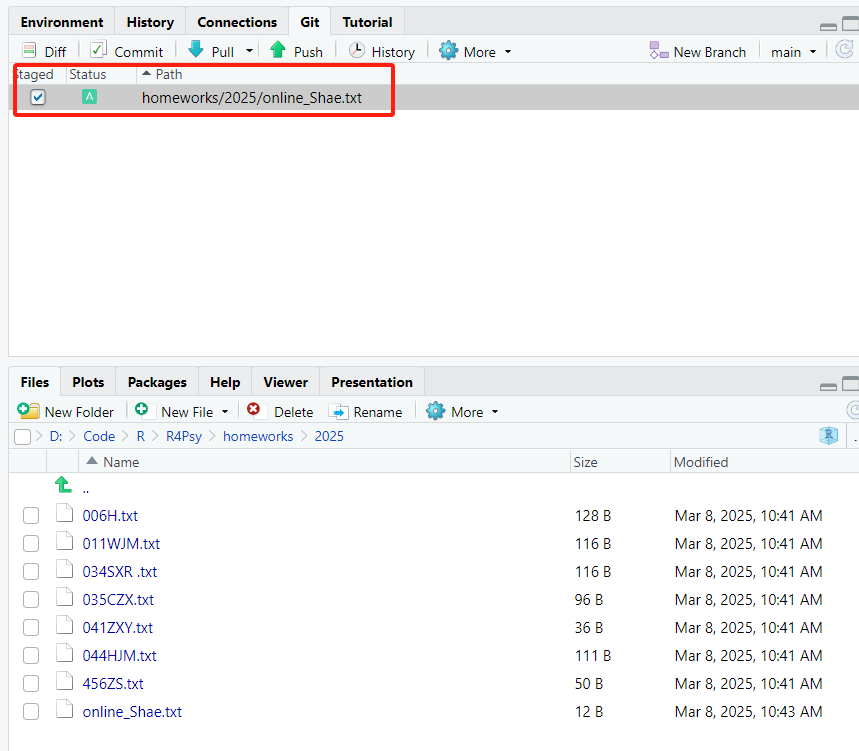 Environment History Connections Git Tutorial
Diff Commit Pull Push History More New Branch main
Staged Status Path
A homeworks/2025/online_Shae.txt
Files Plots Packages Help Viewer Presentation
New Folder New File Delete Rename More
D: Code R R4Psy homeworks 2025 R ..
Name Size Modified
..
006H.txt 128 B Mar 8, 2025, 10:41 AM
011WJM.txt 116 B Mar 8, 2025, 10:41 AM
034SXR .txt 116 B Mar 8, 2025, 10:41 AM
035CZX.txt 96 B Mar 8, 2025, 10:41 AM
041ZXY.txt 36 B Mar 8, 2025, 10:41 AM
044HJM.txt 111 B Mar 8, 2025, 10:41 AM
456ZS.txt 50 B Mar 8, 2025, 10:41 AM
online_Shae.txt 12 B Mar 8, 2025, 10:43 AM